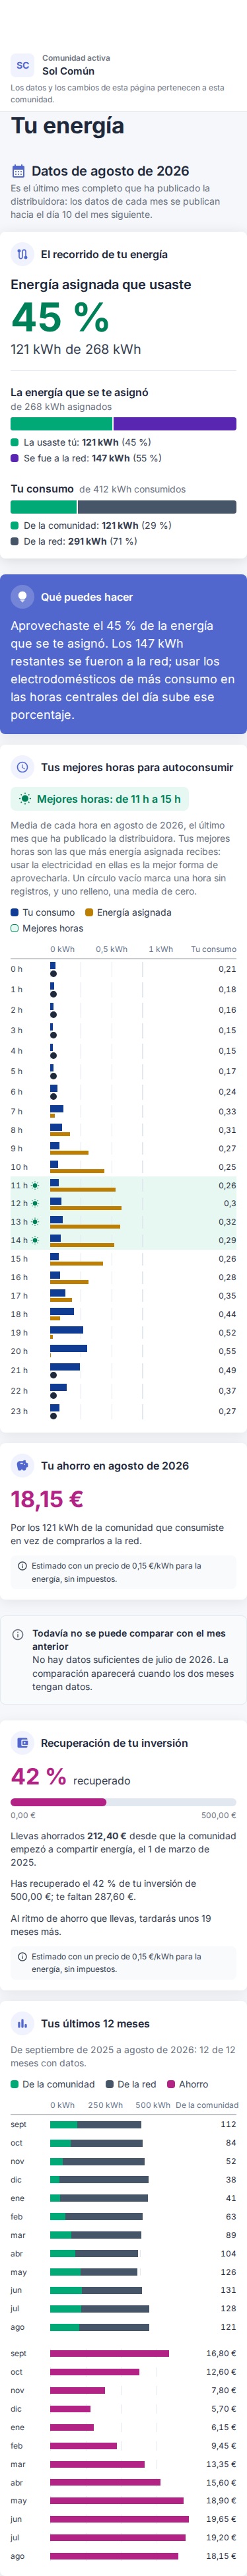 SC
Comunidad activa
Sol Común
Los datos y los cambios de esta página pertenecen a esta
comunidad.
Tu energía
Datos de agosto de 2026
Es el último mes completo que ha publicado la
distribuidora: los datos de cada mes se publican
hacia el día 10 del mes siguiente.
El recorrido de tu energía
Energía asignada que usaste
45 %
121 kWh de 268 kWh
La energía que se te asignó
de 268 kWh asignados
La usaste tú: 121 kWh (45 %)
Se fue a la red: 147 kWh (55 %)
Tu consumo de 412 kWh consumidos
De la comunidad: 121 kWh (29 %)
De la red: 291 kWh (71 %)
Qué puedes hacer
Aprovechaste el 45 % de la energía
que se te asignó. Los 147 kWh
restantes se fueron a la red; usar los
electrodomésticos de más consumo en
las horas centrales del día sube ese
porcentaje.
Tus mejores horas para autoconsumir
Mejores horas: de 11 h a 15 h
Media de cada hora en agosto de 2026, el último
mes que ha publicado la distribuidora. Tus mejores
horas son las que más energía asignada recibes:
usar la electricidad en ellas es la mejor forma de
aprovecharla. Un círculo vacío marca una hora sin
registros, y uno relleno, una media de cero.
Tu consumo Energía asignada
Mejores horas
0 kWh 0,5 kWh 1 kWh Tu consumo
0 h 0,21
1 h 0,18
2 h 0,16
3 h 0,15
4 h 0,15
5 h 0,17
6 h 0,24
7 h 0,33
8 h 0,31
9 h 0,27
10 h 0,25
11 h 0,26
12 h 0,3
13 h 0,32
14 h 0,29
15 h 0,26
16 h 0,28
17 h 0,35
18 h 0,44
19 h 0,52
20 h 0,55
21 h 0,49
22 h 0,37
23 h 0,27
Tu ahorro en agosto de 2026
18,15 €
Por los 121 kWh de la comunidad que consumiste
en vez de comprarlos a la red.
Estimado con un precio de 0,15 €/kWh para la
energía, sin impuestos.
Todavía no se puede comparar con el mes
anterior
No hay datos suficientes de julio de 2026. La
comparación aparecerá cuando los dos meses
tengan datos.
Recuperación de tu inversión
42 % recuperado
0,00 € 500,00 €
Llevas ahorrados 212,40 € desde que la comunidad
empezó a compartir energía, el 1 de marzo de
2025.
Has recuperado el 42 % de tu inversión de
500,00 €; te faltan 287,60 €.
Al ritmo de ahorro que llevas, tardarás unos 19
meses más.
Estimado con un precio de 0,15 €/kWh para la
energía, sin impuestos.
Tus últimos 12 meses
De septiembre de 2025 a agosto de 2026: 12 de 12
meses con datos.
De la comunidad De la red Ahorro
0 kWh 250 kWh 500 kWh De la comunidad
sept 112
oct 84
nov 52
dic 38
ene 41
feb 63
mar 89
abr 104
may 126
jun 131
jul 128
ago 121
sept 16,80 €
oct 12,60 €
nov 7,80 €
dic 5,70 €
ene 6,15 €
feb 9,45 €
mar 13,35 €
abr 15,60 €
may 18,90 €
jun 19,65 €
jul 19,20 €
ago 18,15 €